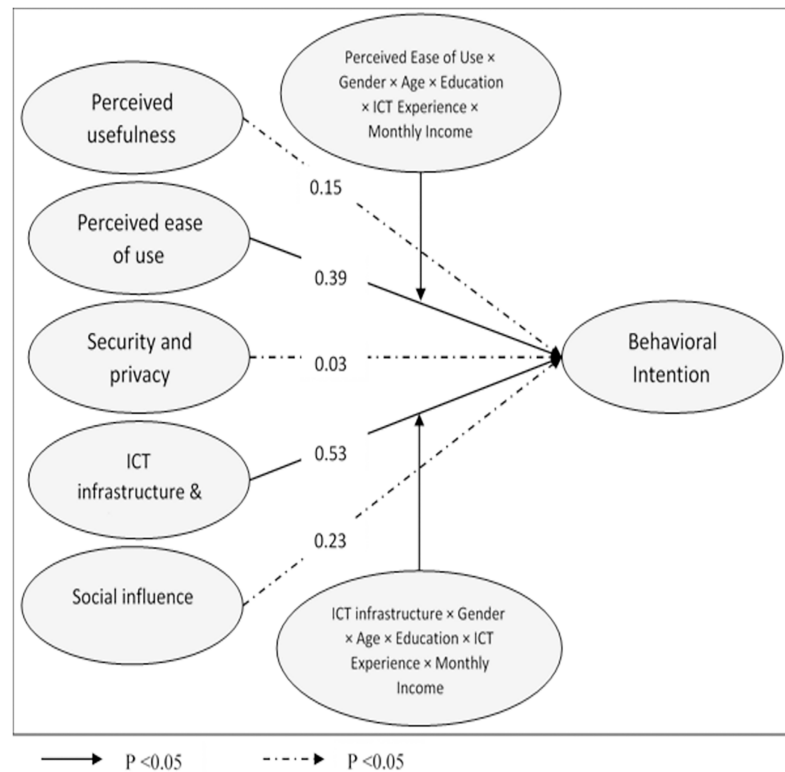 Perceived Ease of Use ×
Gender × Age × Education
× ICT Experience ×
Monthly Income
Perceived
usefulness
0.15
Perceived ease
of use
0.39
Security and
privacy
0.03
Behavioral
Intention
ICT
infrastructure &
0.53
Social influence
0.23
ICT infrastructure × Gender
× Age × Education × ICT
Experience × Monthly
Income
P <0.05
P <0.05